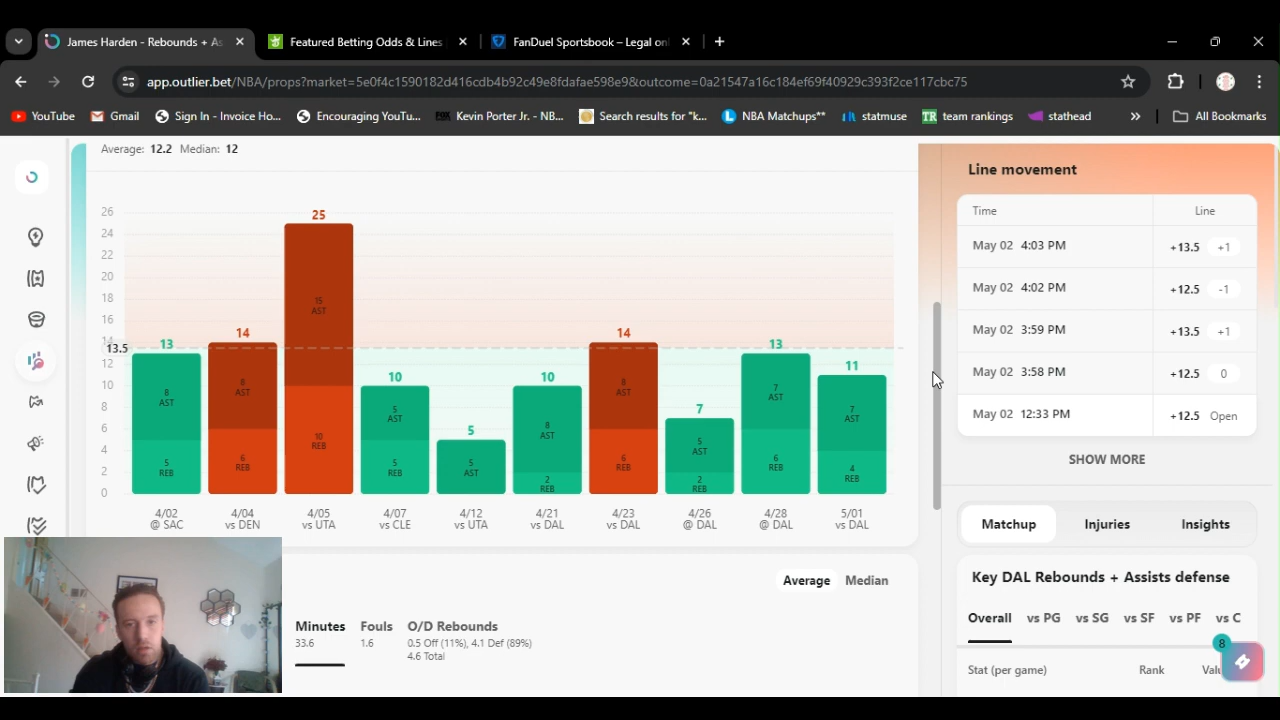 James Harden - Rebounds + As
Featured Betting Odds & Lines
FanDuel Sportsbook – Legal onl
app.outlier.bet/NBA/props?market=5e0f4c1590182d416cdb4b92c49e8fdafae598e9&outcome=0a21547a16c184ef69f40929c393f2ce117cbc75
YouTube
Gmail
Sign In - Invoice Ho...
Encouraging YouTu...
Kevin Porter Jr. - NB...
Search results for "k...
NBA Matchups**
statmuse
team rankings
stathead
»
All Bookmarks
Average: 12.2 Median: 12
26
24
22
20
18
16
12
10
8
6
4
2
0
13.5
13
8
AST
5
REB
14
8
AST
6
REB
25
15
AST
10
REB
10
5
AST
5
REB
5
5
AST
10
8
AST
2
REB
14
8
AST
6
REB
7
5
AST
2
REB
13
7
AST
6
REB
11
7
AST
4
REB
4/02
@ SAC
4/04
vs DEN
4/05
vs UTA
4/07
vs CLE
4/12
vs UTA
4/21
vs DAL
4/23
vs DAL
4/26
@ DAL
4/28
@ DAL
5/01
vs DAL
Average Median
Minutes Fouls O/D Rebounds
33.6 1.6 0.5 Off (11%), 4.1 Def (89%)
4.6 Total
Line movement
Time Line
May 02 4:03 PM +13.5 +1
May 02 4:02 PM +12.5 -1
May 02 3:59 PM +13.5 +1
May 02 3:58 PM +12.5 0
May 02 12:33 PM +12.5 Open
SHOW MORE
Matchup Injuries Insights
Key DAL Rebounds + Assists defense
Overall vs PG vs SG vs SF vs PF vs C
8
Stat (per game) Rank